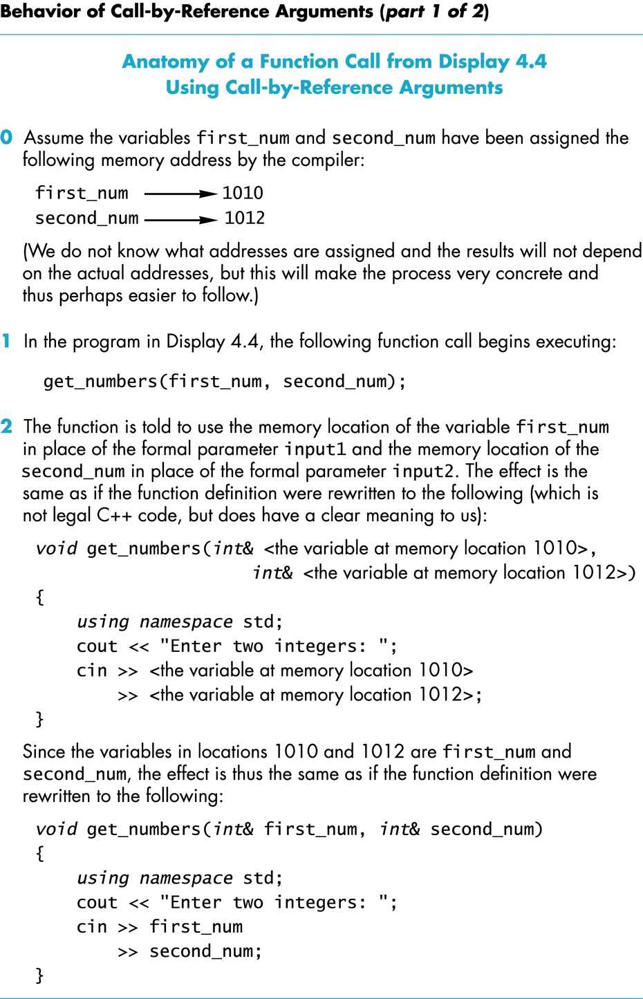 Behavior of Call-by-Reference Arguments (part 1 of 2)
Anatomy of a Function Call from Display 4.4
Using Call-by-Reference Arguments
0 Assume the variables first_num and second_num have been assigned the
following memory address by the compiler:
first_num ⟶ 1010
second_num ⟶ 1012
(We do not know what addresses are assigned and the results will not depend
on the actual addresses, but this will make the process very concrete and
thus perhaps easier to follow.)
1 In the program in Display 4.4, the following function call begins executing:
get_numbers(first_num, second_num);
2 The function is told to use the memory location of the variable first_num
in place of the formal parameter input1 and the memory location of the
second_num in place of the formal parameter input2. The effect is the
same as if the function definition were rewritten to the following (which is
not legal C++ code, but does have a clear meaning to us):
void get_numbers(int& <the variable at memory location 1010>,
int& <the variable at memory location 1012>)
{
using namespace std;
cout << "Enter two integers: ";
cin >> <the variable at memory location 1010>
>> <the variable at memory location 1012>;
}
Since the variables in locations 1010 and 1012 are first_num and
second_num, the effect is thus the same as if the function definition were
rewritten to the following:
void get_numbers(int& first_num, int& second_num)
{
using namespace std;
cout << "Enter two integers: ";
cin >> first_num
>> second_num;
}